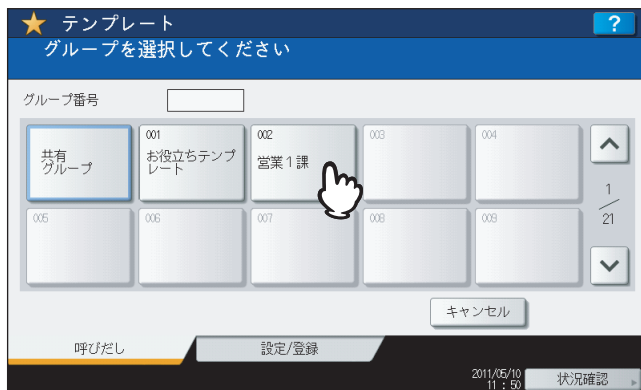 テンプレート
?
グループを選択してください
グループ番号
共有
グループ
001
お役立ちテンプ
レート
002
営業1課
003
004
1
21
005
006
007
008
009
キャンセル
呼びだし
設定/登録
2011/05/10
11 : 50
状況確認